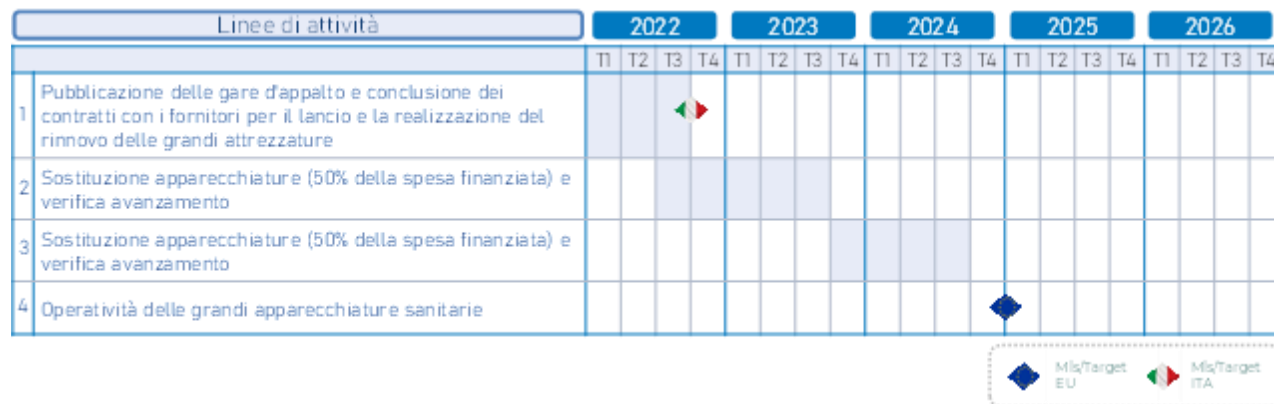 Linee di attività 2022 2023 2024 2025 2026
T1 T2 T3 T4 T1 T2 T3 T4 T1 T2 T3 T4 T1 T2 T3 T4 T1 T2 T3 T4
Pubblicazione delle gare d'appalto e conclusione dei
1 contratti con i fornitori per il lancio e la realizzazione del
rinnovo delle grandi attrezzature
2 Sostituzione apparecchiature (50% della spesa finanziata) e
verifica avanzamento
3 Sostituzione apparecchiature (50% della spesa finanziata) e
verifica avanzamento
4 Operatività delle grandi apparecchiature sanitarie
Mls/Target Mls/Target
EU ITA